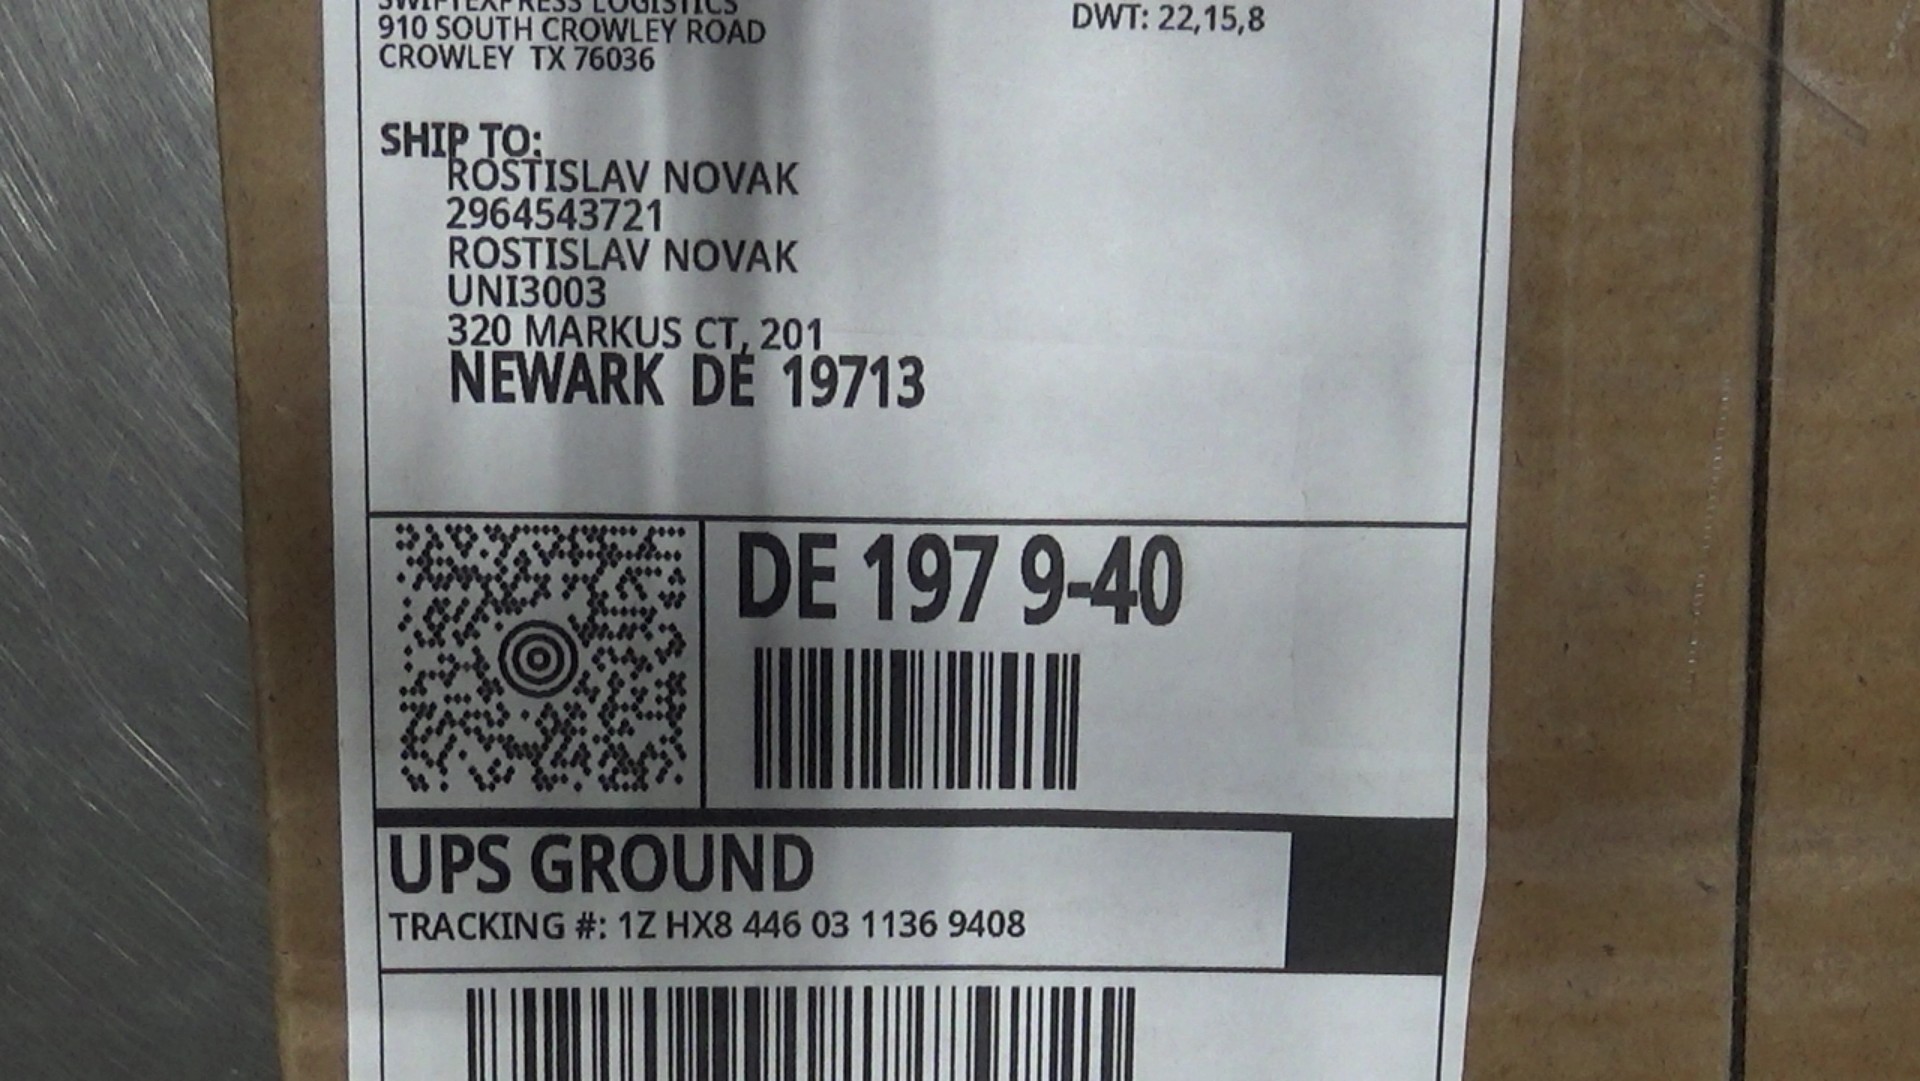 SWIFTEXPRESS LOGISTICS
910 SOUTH CROWLEY ROAD
CROWLEY TX 76036
DWT: 22,15,8
SHIP TO:
ROSTISLAV NOVAK
2964543721
ROSTISLAV NOVAK
UNI3003
320 MARKUS CT, 201
NEWARK DE 19713
DE 197 9-40
UPS GROUND
TRACKING #: 1Z HX8 446 03 1136 9408